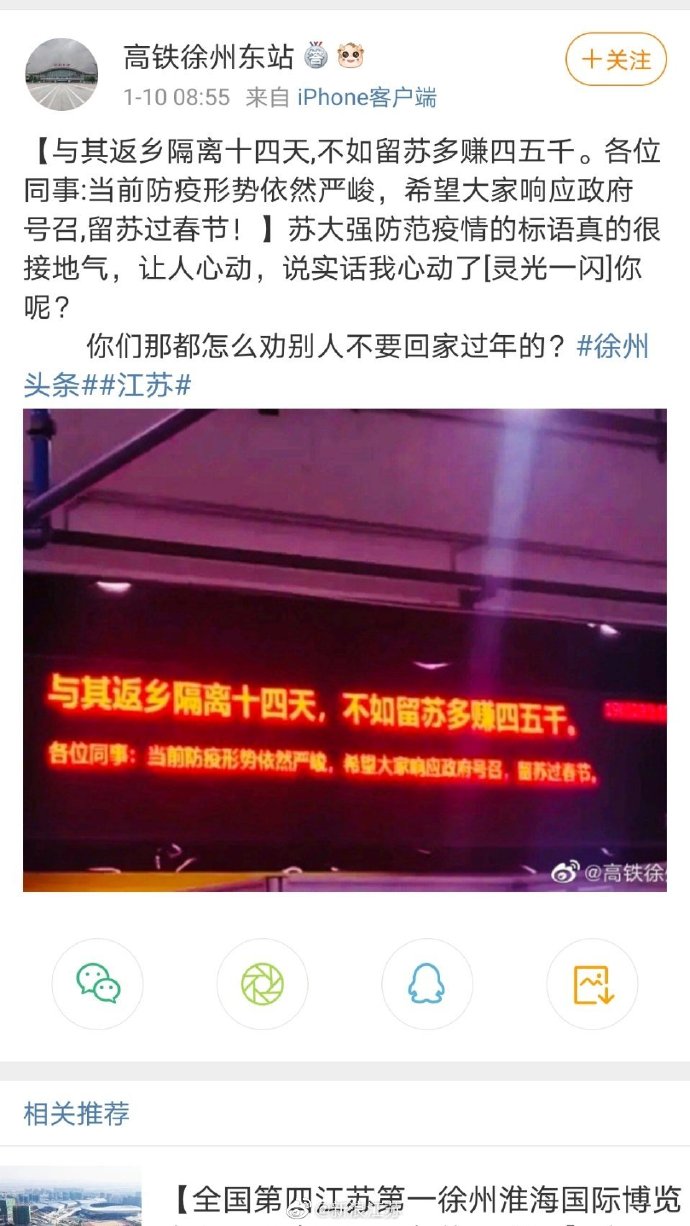 高铁徐州东站
+关注
1-10 08:55 来自 iPhone客户端
【与其返乡隔离十四天,不如留苏多赚四五千。各位
同事:当前防疫形势依然严峻，希望大家响应政府
号召,留苏过春节！】苏大强防范疫情的标语真的很
接地气，让人心动，说实话我心动了[灵光一闪]你
呢？
你们那都怎么劝别人不要回家过年的？#徐州
头条##江苏#
与其返乡隔离十四天，不如留苏多赚四五千。
各位同事：当前防疫形势依然严峻，希望大家响应政府号召，留苏过春节。
@高铁徐州
相关推荐
【全国第四江苏第一徐州淮海国际博览
@新浪江苏